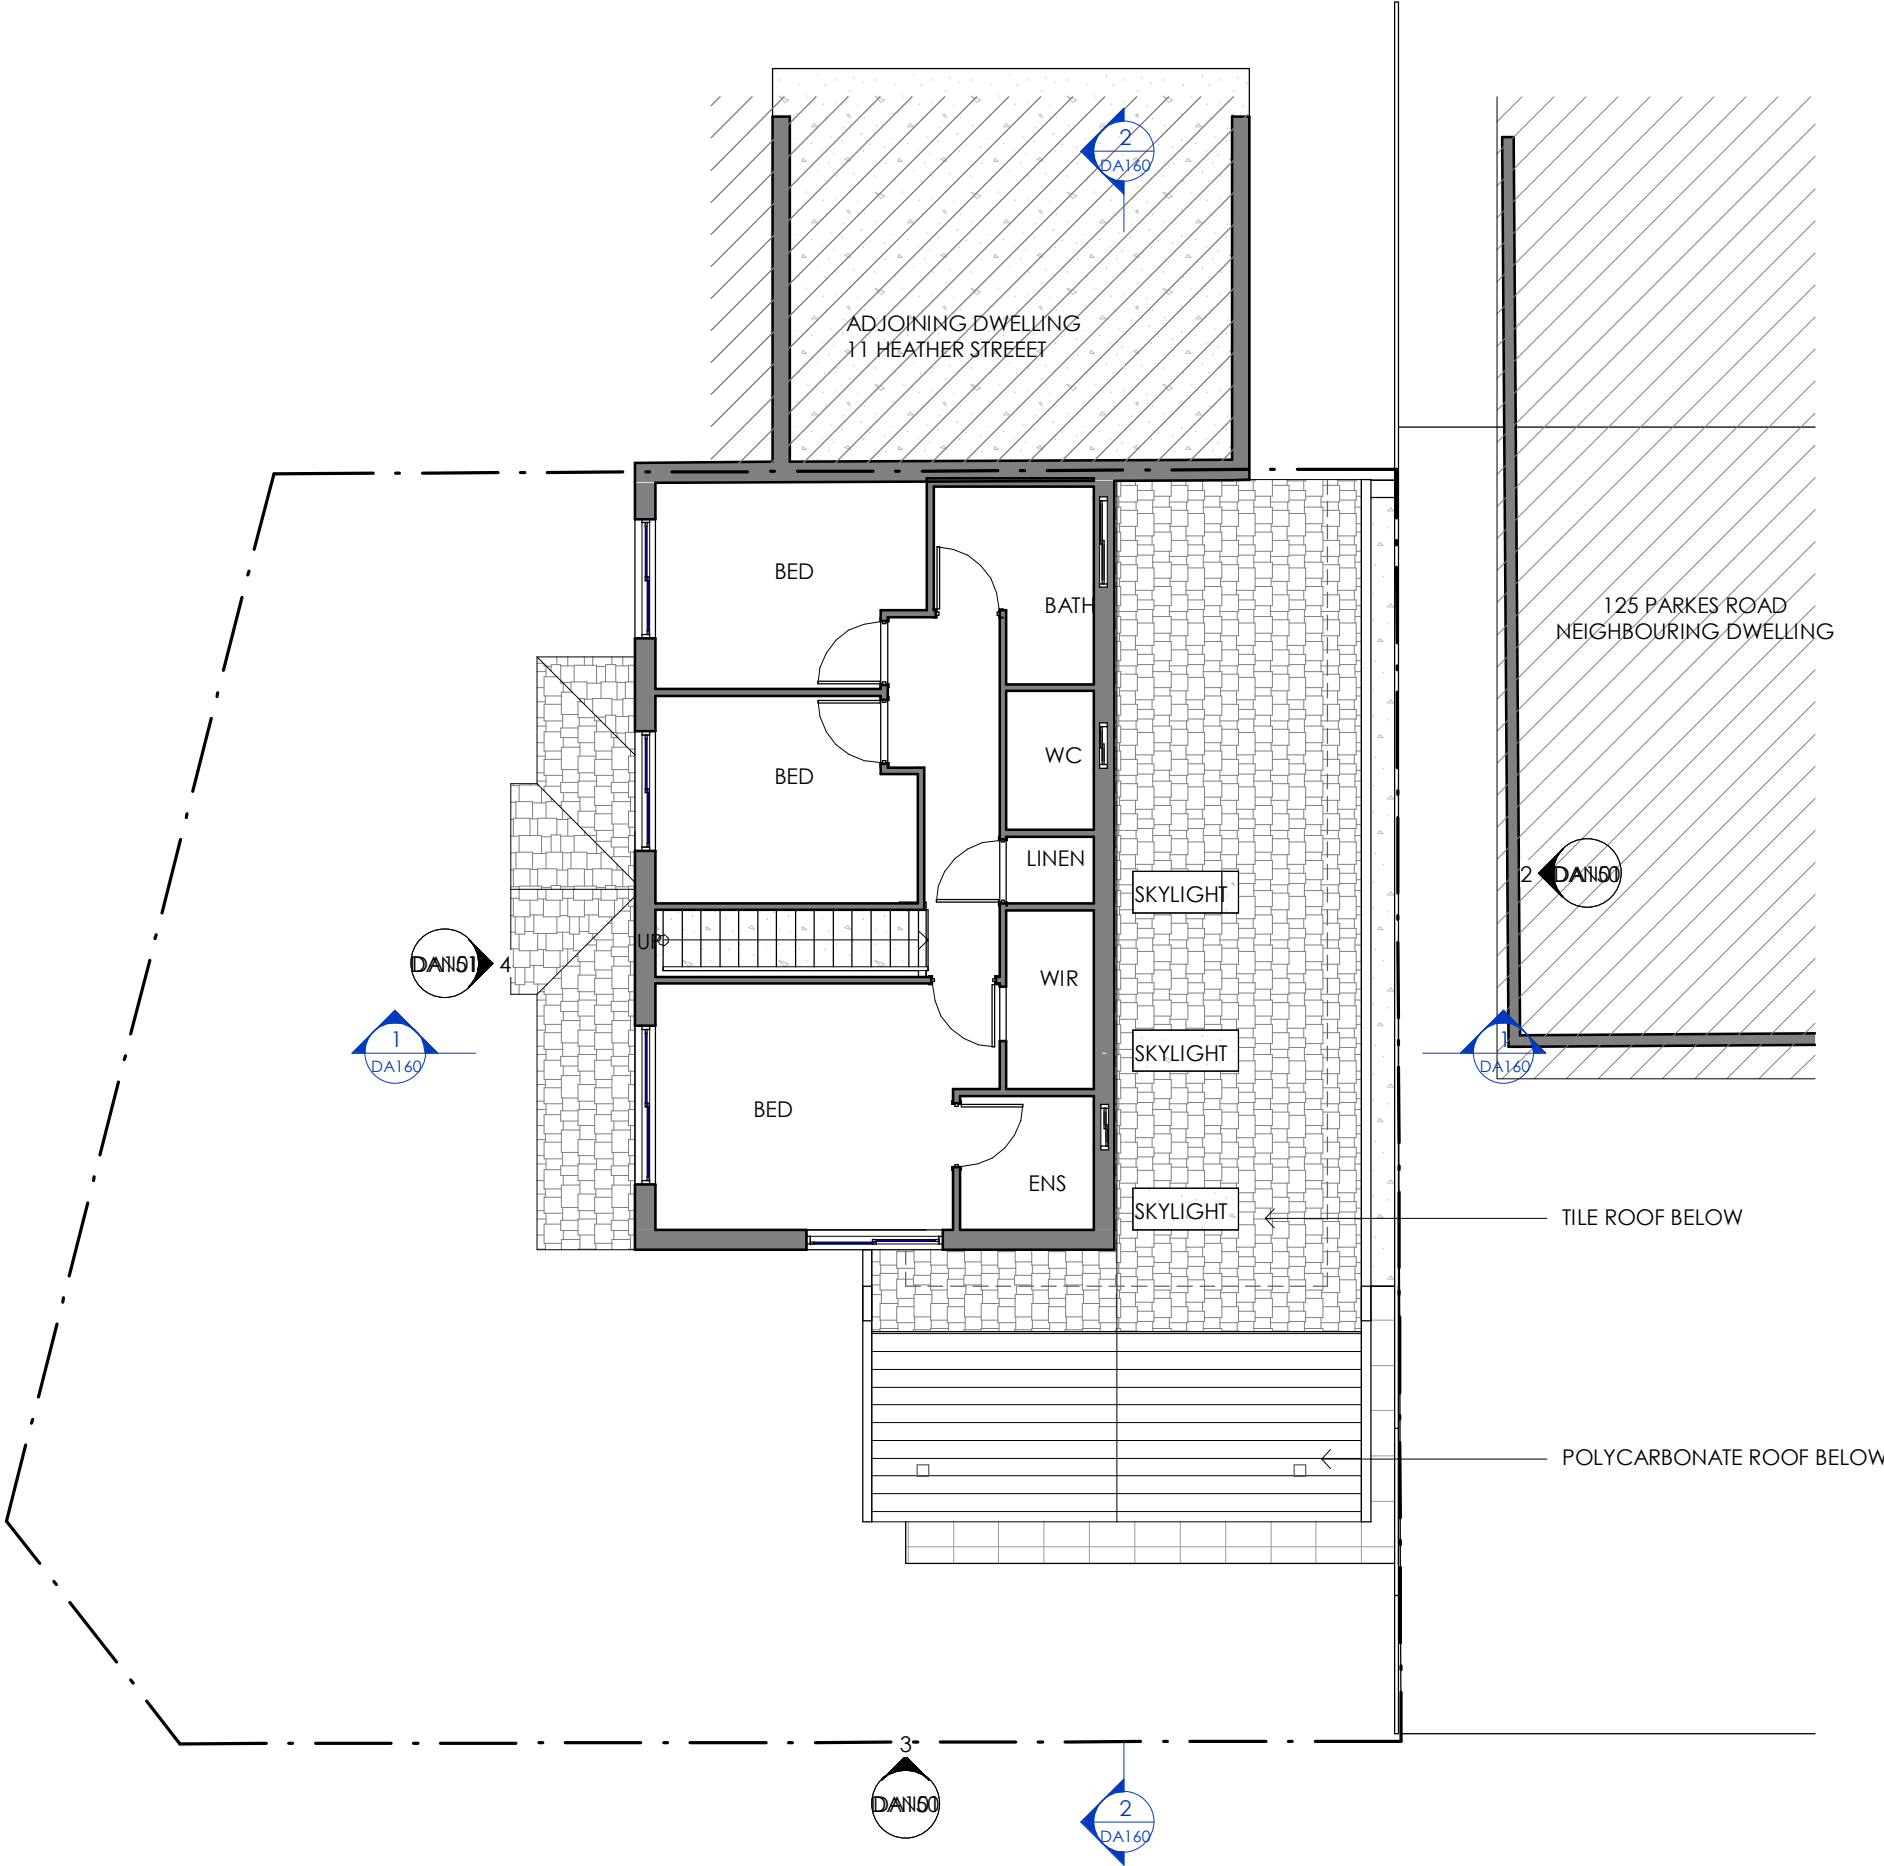 2
DA160
ADJOINING DWELLING
11 HEATHER STREEET
BED
BATH
125 PARKES ROAD
NEIGHBOURING DWELLING
WC
BED
LINEN
SKYLIGHT
2
UP
4
WIR
1
DA160
SKYLIGHT
1
DA160
BED
ENS
SKYLIGHT
TILE ROOF BELOW
POLYCARBONATE ROOF BELOW
3
2
DA160